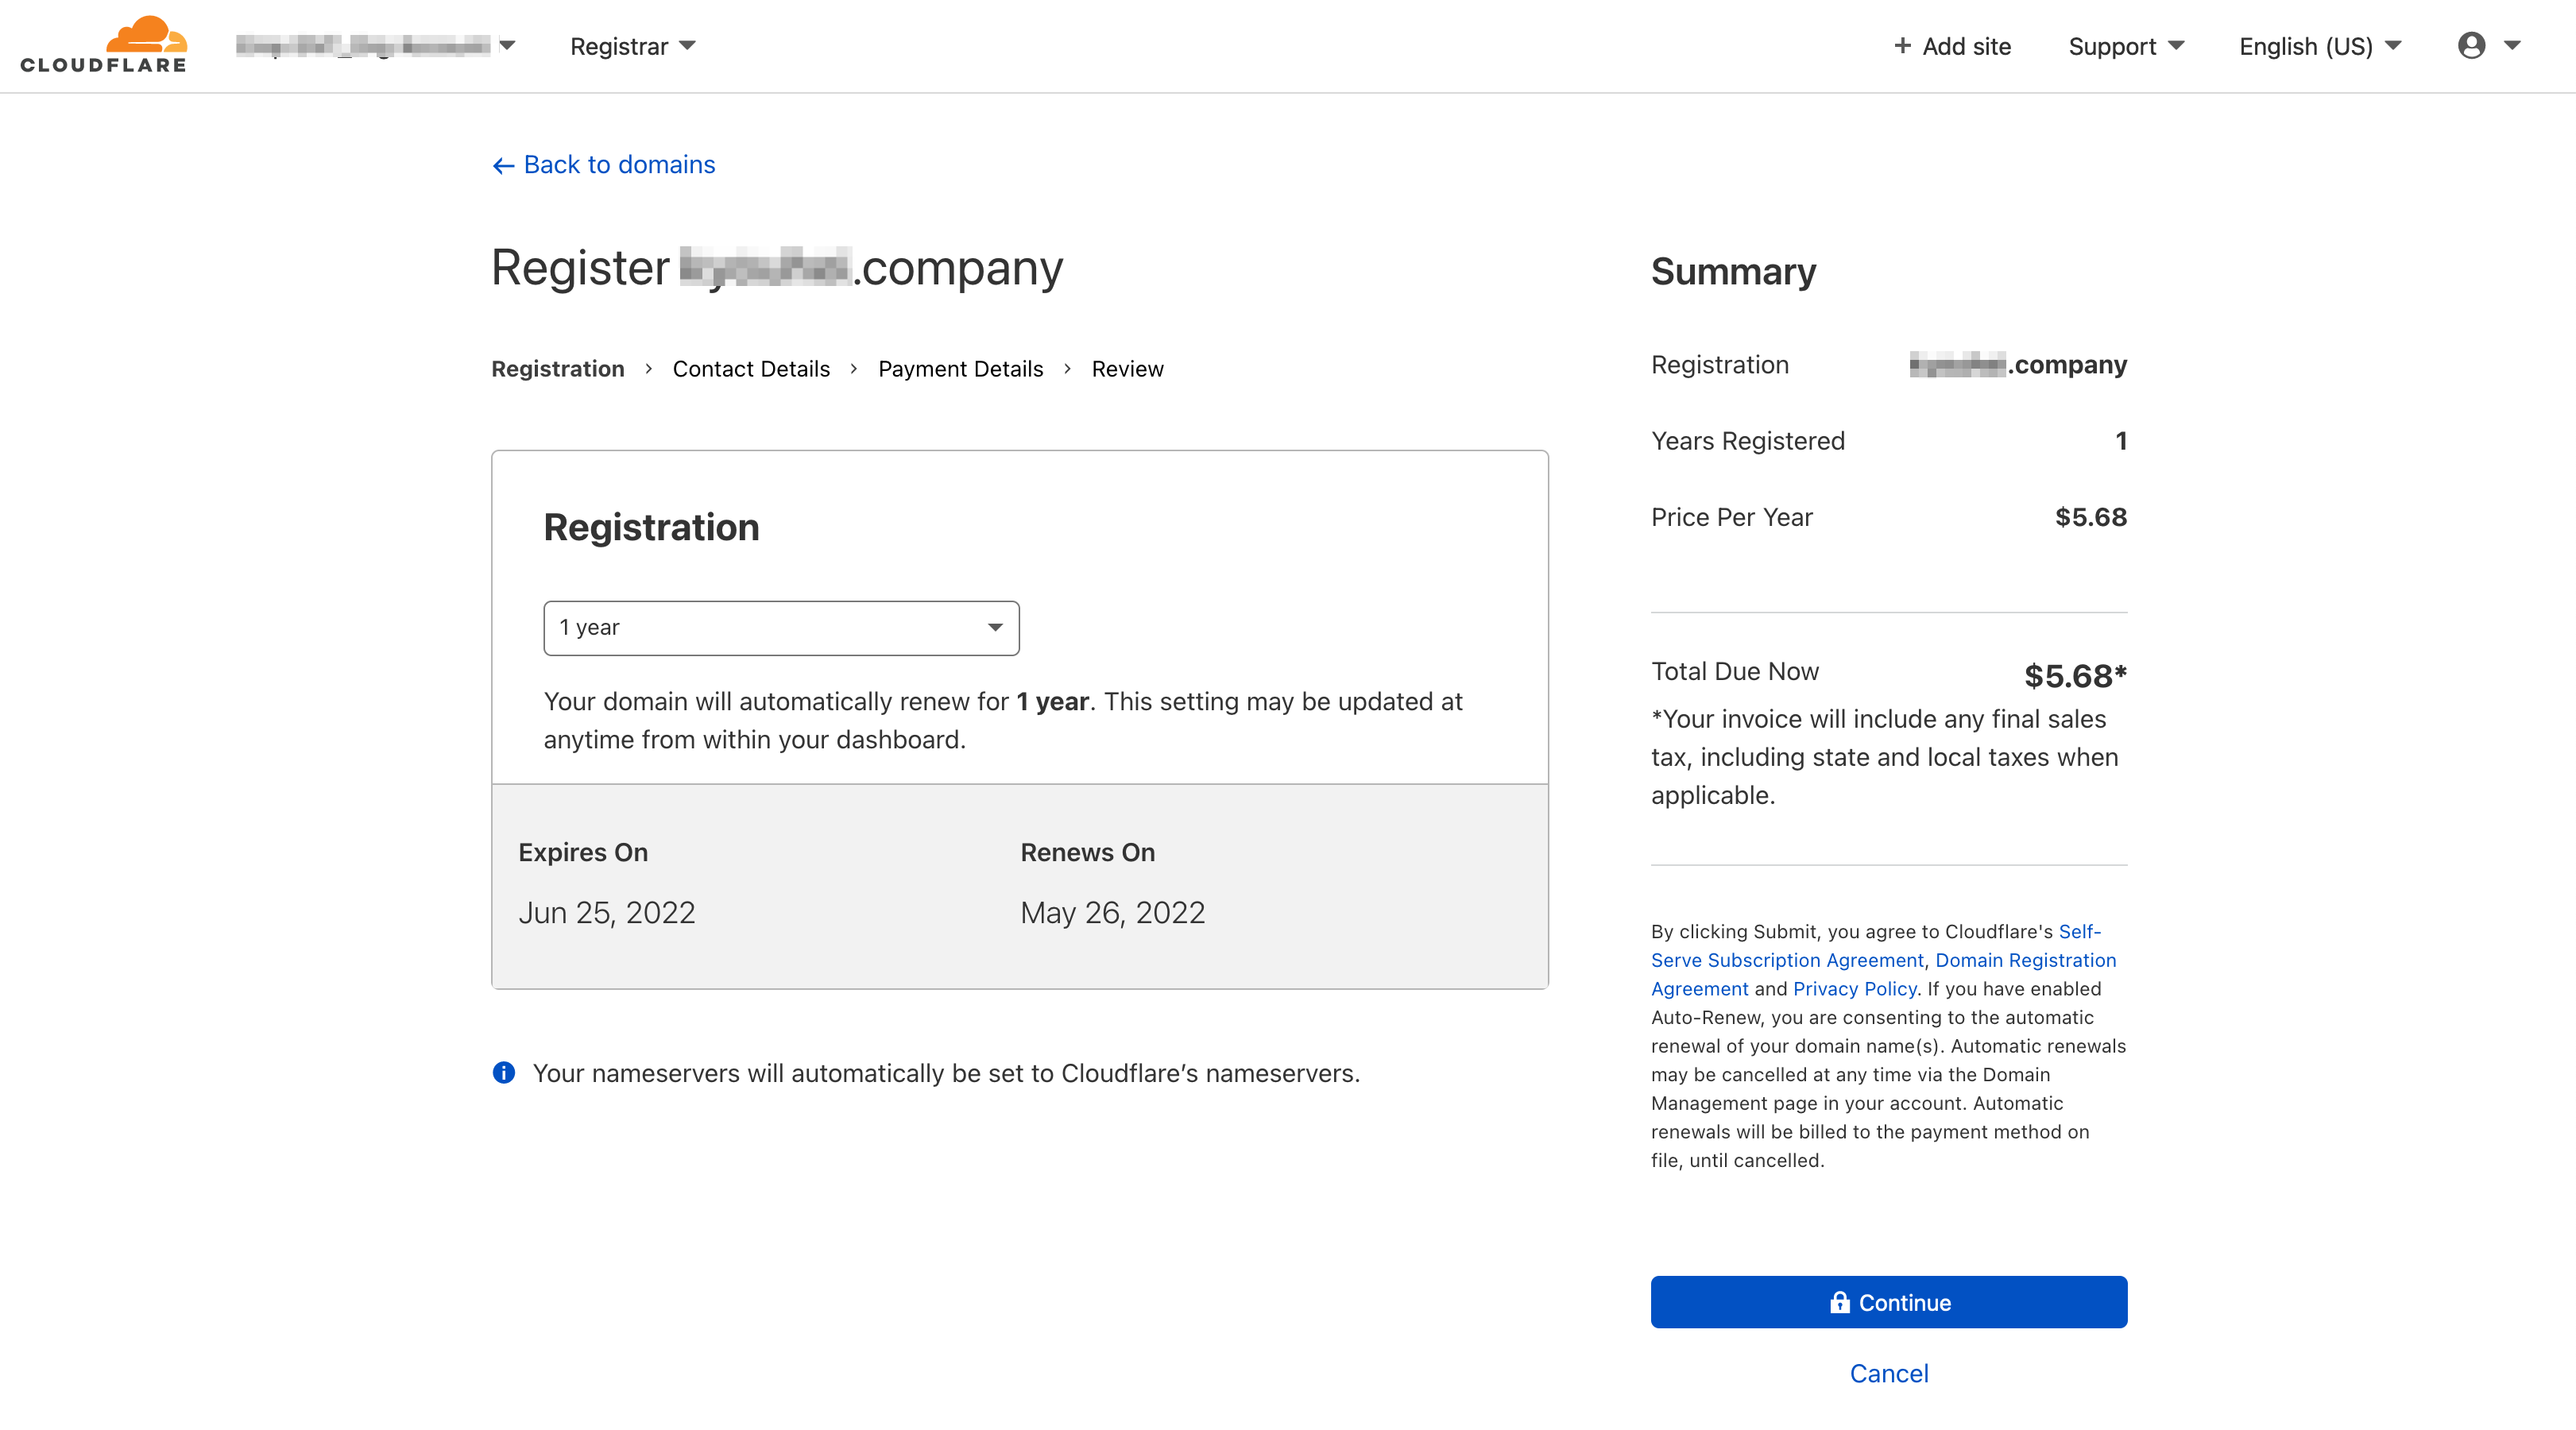 CLOUDFLARE
Registrar
+ Add site
Support
English (US)
← Back to domains
Register .company
Registration › Contact Details › Payment Details › Review
Registration
1 year
Your domain will automatically renew for 1 year. This setting may be updated at
anytime from within your dashboard.
Expires On
Jun 25, 2022
Renews On
May 26, 2022
Your nameservers will automatically be set to Cloudflare’s nameservers.
Summary
Registration .company
Years Registered 1
Price Per Year $5.68
Total Due Now $5.68*
*Your invoice will include any final sales
tax, including state and local taxes when
applicable.
By clicking Submit, you agree to Cloudflare's Self-
Serve Subscription Agreement, Domain Registration
Agreement and Privacy Policy. If you have enabled
Auto-Renew, you are consenting to the automatic
renewal of your domain name(s). Automatic renewals
may be cancelled at any time via the Domain
Management page in your account. Automatic
renewals will be billed to the payment method on
file, until cancelled.
Continue
Cancel